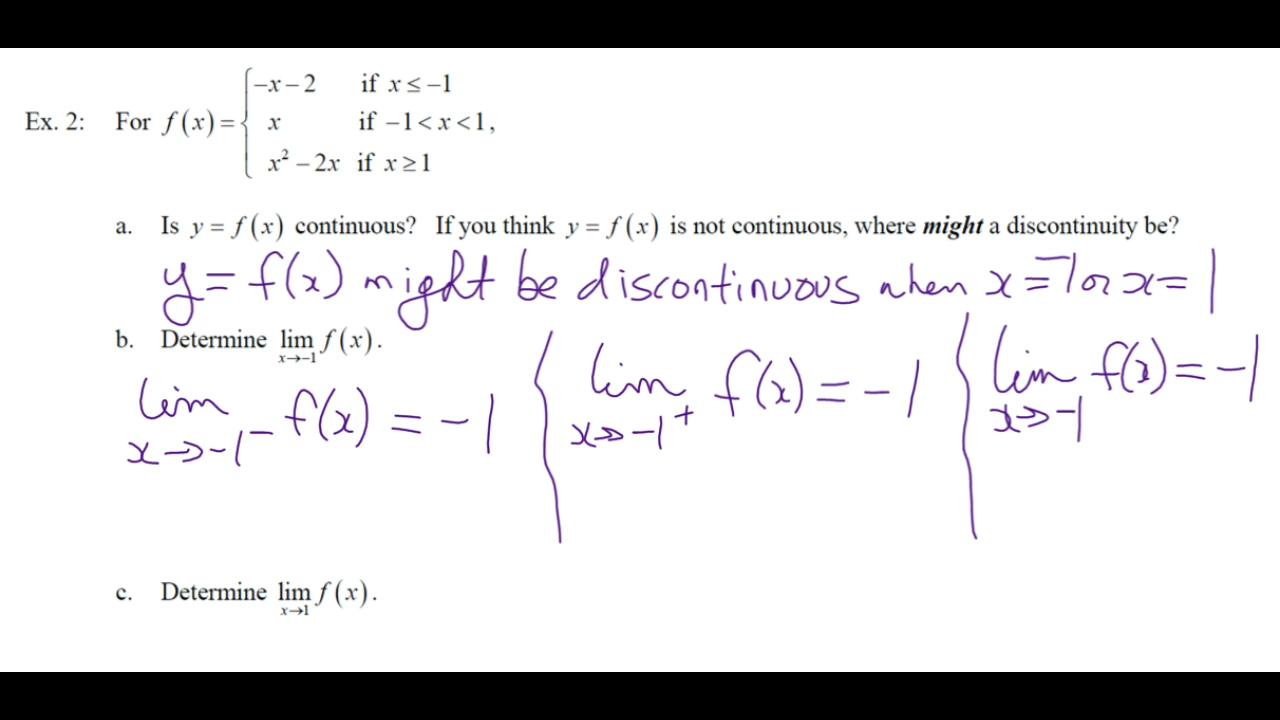 Ex. 2: For f(x) = { −x − 2 if x ≤ −1
x if −1 < x < 1,
x² − 2x if x ≥ 1
a. Is y = f(x) continuous? If you think y = f(x) is not continuous, where might a discontinuity be?
y = f(x) might be discontinuous when x = −1 or x = 1
b. Determine lim x→−1 f(x).
lim x→−1⁻ f(x) = −1 { lim x→−1⁺ f(x) = −1 { lim x→−1 f(x) = −1
c. Determine lim x→1 f(x).